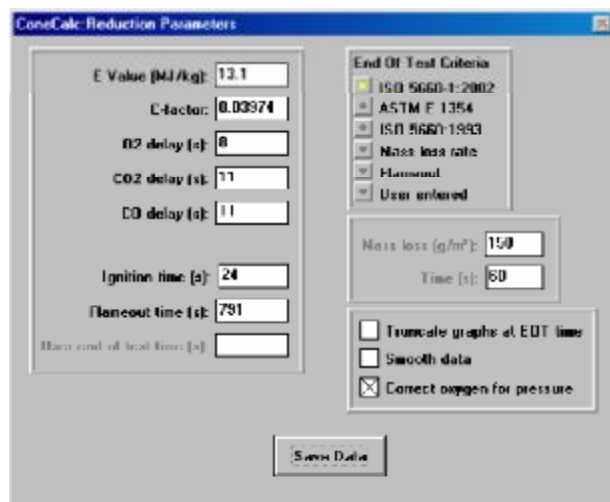 ConeCalc:Reduction Parameters
E Value (MJ/kg): 13.1
C-factor: 0.03974
O2 delay (s): 8
CO2 delay (s): 11
CO delay (s): 11
Ignition time (s): 24
Flameout time (s): 791
User end of test time (s):
End Of Test Criteria
ISO 5660-1:2002
ASTM E 1354
ISO 5660:1993
Mass loss rate
Flameout
User entered
Mass loss (g/m²): 150
Time (s): 60
Truncate graphs at EOT time
Smooth data
Correct oxygen for pressure
Save Data